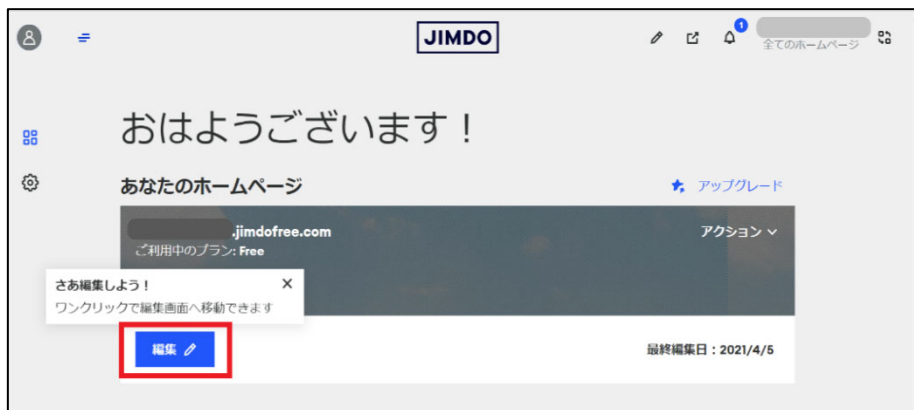 JIMDO
1
全てのホームページ
おはようございます！
あなたのホームページ
アップグレード
.jimdofree.com
アクション
ご利用中のプラン: Free
さあ編集しよう！
ワンクリックで編集画面へ移動できます
編集
最終編集日：2021/4/5